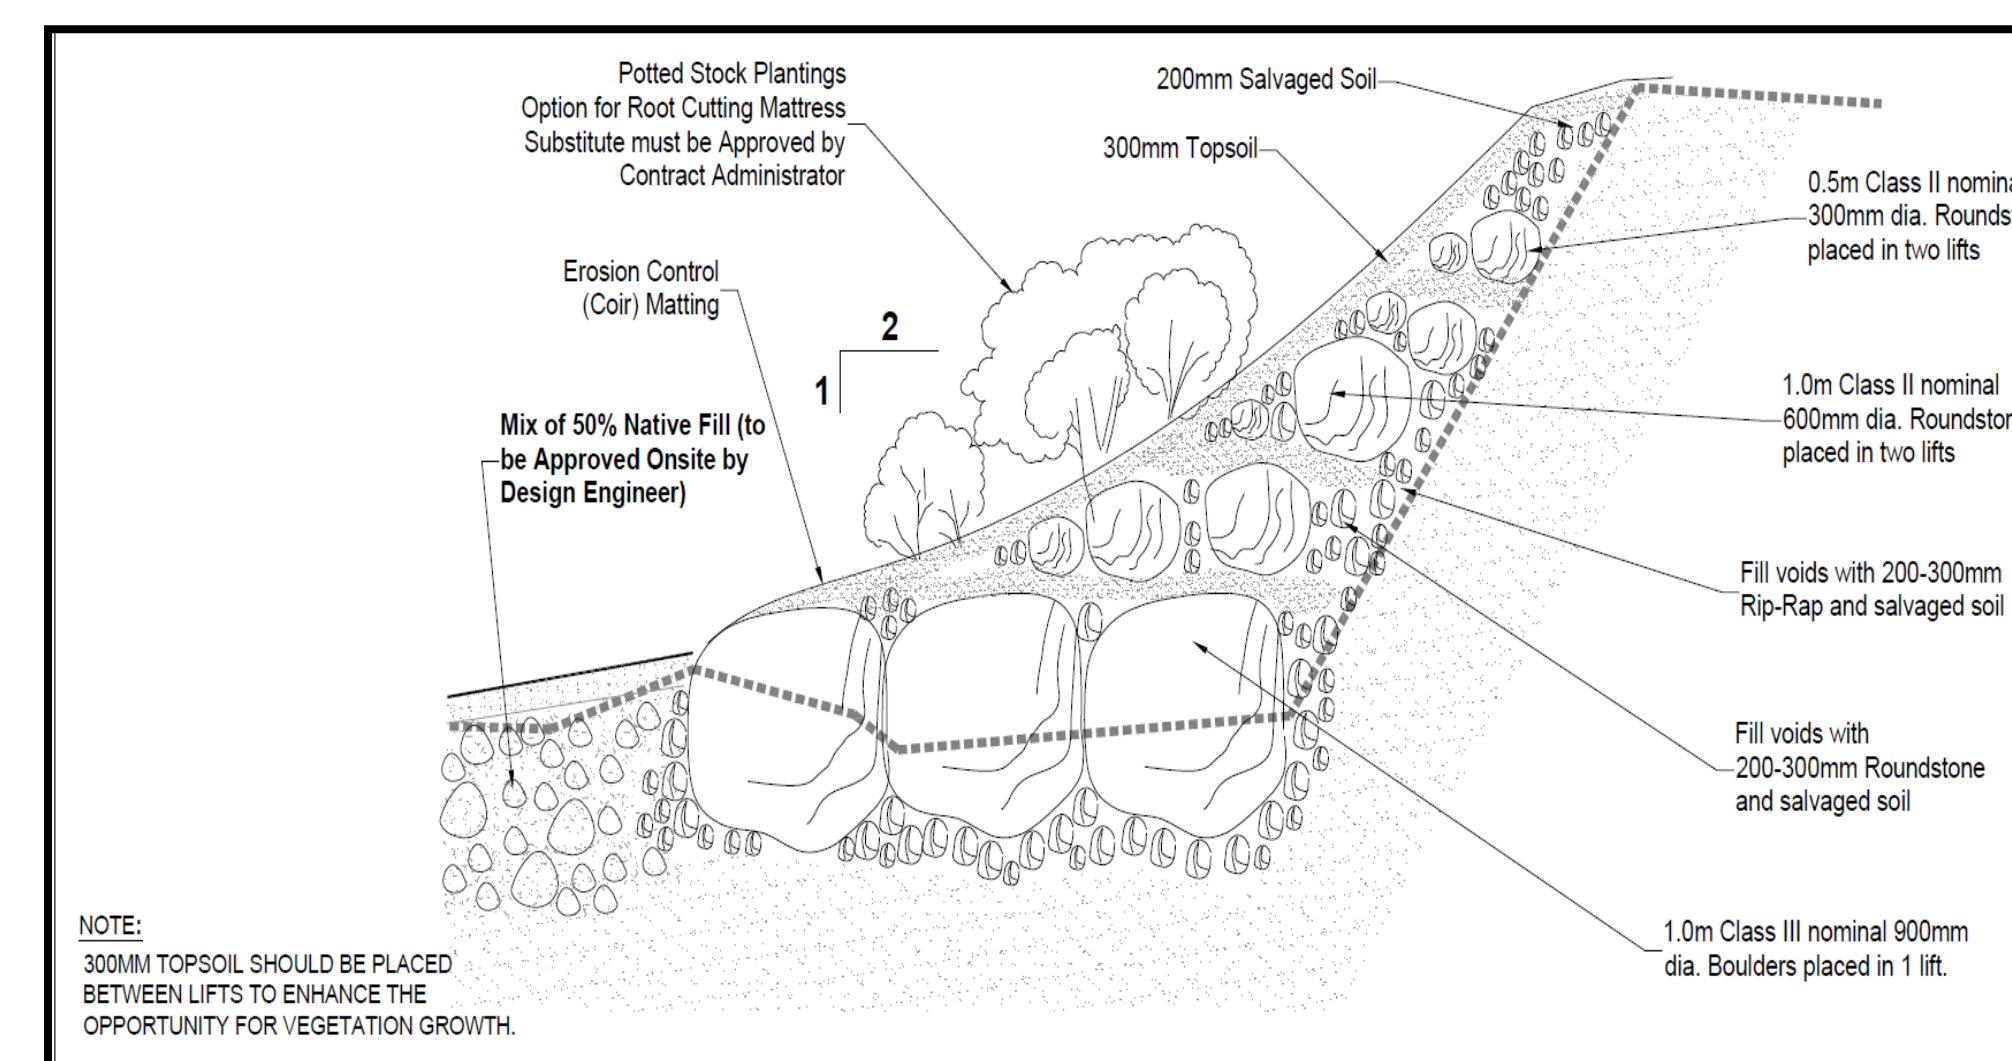 Potted Stock Plantings
Option for Root Cutting Mattress
Substitute must be Approved by
Contract Administrator
200mm Salvaged Soil
300mm Topsoil
0.5m Class II nomina
300mm dia. Rounds
placed in two lifts
Erosion Control
(Coir) Matting
2
1
Mix of 50% Native Fill (to
be Approved Onsite by
Design Engineer)
1.0m Class II nominal
600mm dia. Roundston
placed in two lifts
Fill voids with 200-300mm
Rip-Rap and salvaged soil
Fill voids with
200-300mm Roundstone
and salvaged soil
1.0m Class III nominal 900mm
dia. Boulders placed in 1 lift.
NOTE:
300MM TOPSOIL SHOULD BE PLACED
BETWEEN LIFTS TO ENHANCE THE
OPPORTUNITY FOR VEGETATION GROWTH.